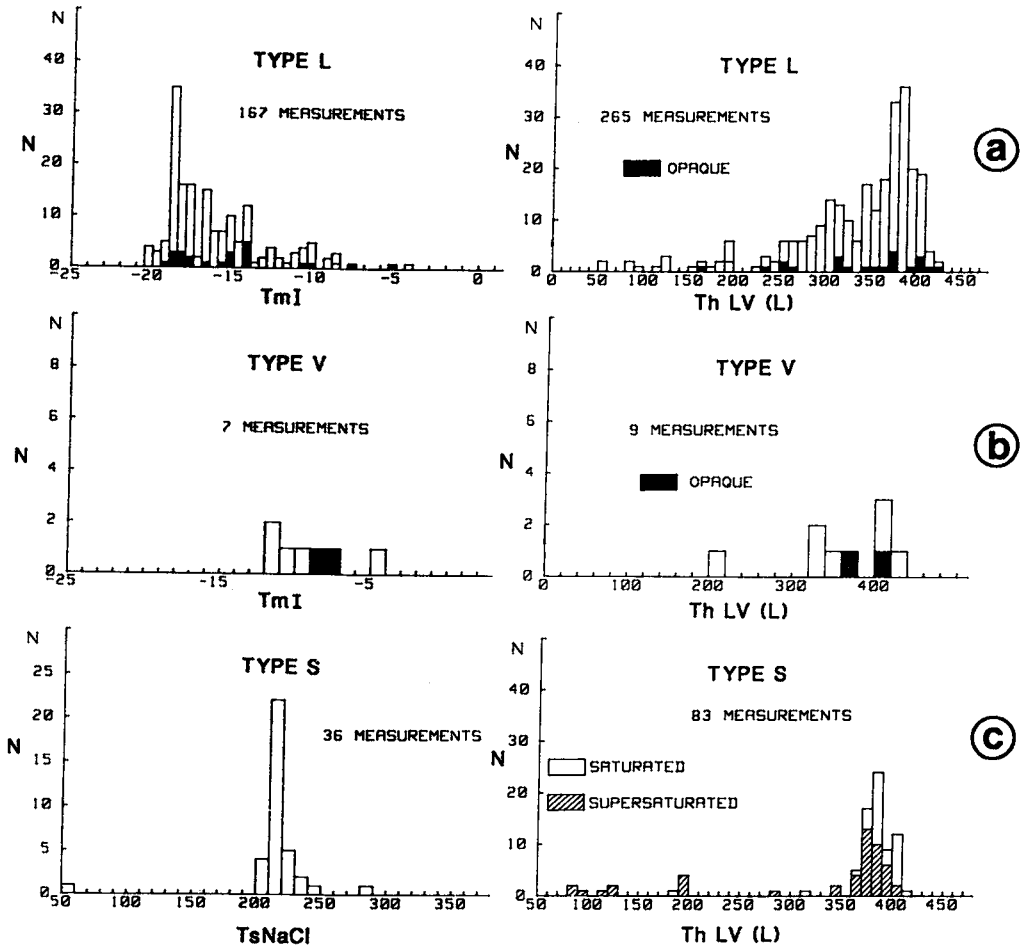 N
40
30
N
20
10
0
TYPE L
167 MEASUREMENTS
-25 -20 -15 -10 -5 0
TmI
N
40
30
N
20
10
0
TYPE L
265 MEASUREMENTS
OPAQUE
50 100 150 200 250 300 350 400 450
Th LV (L)
a
N
8
6
N
4
2
0
TYPE V
7 MEASUREMENTS
-25 -15 -5
TmI
N
8
6
N
4
2
0
TYPE V
9 MEASUREMENTS
OPAQUE
0 100 200 300 400
Th LV (L)
b
N
25
20
N
15
10
5
0
TYPE S
36 MEASUREMENTS
50 100 150 200 250 300 350
TsNaCl
N
40
30
N
20
10
0
TYPE S
83 MEASUREMENTS
SATURATED
SUPERSATURATED
50 100 150 200 250 300 350 400 450
Th LV (L)
c